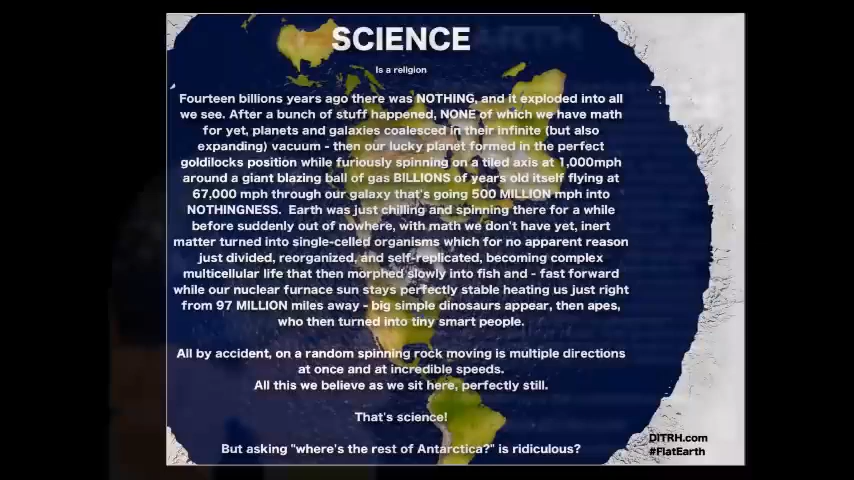 SCIENCE
Is a religion
Fourteen billions years ago there was NOTHING, and it exploded into all
we see. After a bunch of stuff happened, NONE of which we have math
for yet, planets and galaxies coalesced in their infinite (but also
expanding) vacuum - then our lucky planet formed in the perfect
goldilocks position while furiously spinning on a tiled axis at 1,000mph
around a giant blazing ball of gas BILLIONS of years old itself flying at
67,000 mph through our galaxy that's going 500 MILLION mph into
NOTHINGNESS. Earth was just chilling and spinning there for a while
before suddenly out of nowhere, with math we don't have yet, inert
matter turned into single-celled organisms which for no apparent reason
just divided, reorganized, and self-replicated, becoming complex
multicellular life that then morphed slowly into fish and - fast forward
while our nuclear furnace sun stays perfectly stable heating us just right
from 97 MILLION miles away - big simple dinosaurs appear, then apes,
who then turned into tiny smart people.
All by accident, on a random spinning rock moving is multiple directions
at once and at incredible speeds.
All this we believe as we sit here, perfectly still.
That's science!
But asking "where's the rest of Antarctica?" is ridiculous?
DITRH.com
#FlatEarth